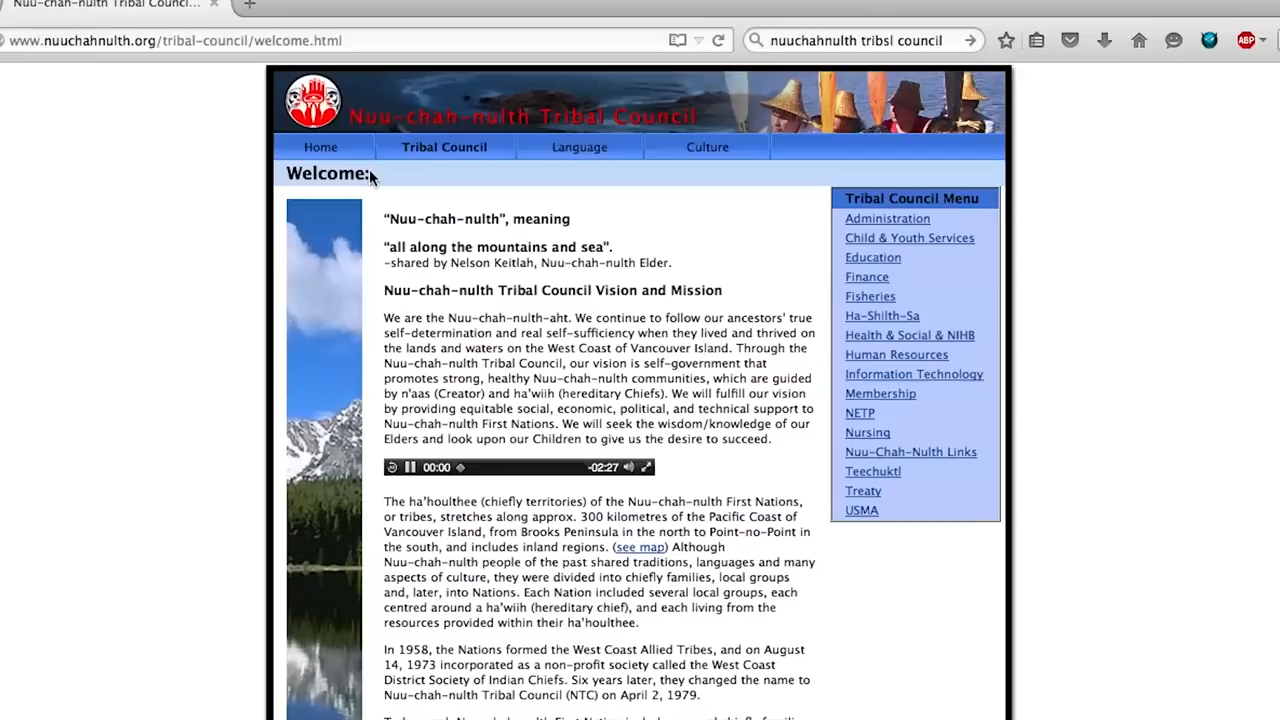 Nuu-chah-nulth Tribal Council...
www.nuuchahnulth.org/tribal-council/welcome.html
nuuchahnulth tribsl council
ABP
Nuu-chah-nulth Tribal Council
Home
Tribal Council
Language
Culture
Welcome:
“Nuu-chah-nulth”, meaning
“all along the mountains and sea”.
-shared by Nelson Keitlah, Nuu-chah-nulth Elder.
Nuu-chah-nulth Tribal Council Vision and Mission
We are the Nuu-chah-nulth-aht. We continue to follow our ancestors’ true
self-determination and real self-sufficiency when they lived and thrived on
the lands and waters on the West Coast of Vancouver Island. Through the
Nuu-chah-nulth Tribal Council, our vision is self-government that
promotes strong, healthy Nuu-chah-nulth communities, which are guided
by n'aas (Creator) and ha’wiih (hereditary Chiefs). We will fulfill our vision
by providing equitable social, economic, political, and technical support to
Nuu-chah-nulth First Nations. We will seek the wisdom/knowledge of our
Elders and look upon our Children to give us the desire to succeed.
00:00
-02:27
The ha’houlthee (chiefly territories) of the Nuu-chah-nulth First Nations,
or tribes, stretches along approx. 300 kilometres of the Pacific Coast of
Vancouver Island, from Brooks Peninsula in the north to Point-no-Point in
the south, and includes inland regions. (see map) Although
Nuu-chah-nulth people of the past shared traditions, languages and many
aspects of culture, they were divided into chiefly families, local groups
and, later, into Nations. Each Nation included several local groups, each
centred around a ha’wiih (hereditary chief), and each living from the
resources provided within their ha’houlthee.
In 1958, the Nations formed the West Coast Allied Tribes, and on August
14, 1973 incorporated as a non-profit society called the West Coast
District Society of Indian Chiefs. Six years later, they changed the name to
Nuu-chah-nulth Tribal Council (NTC) on April 2, 1979.
Tribal Council Menu
Administration
Child & Youth Services
Education
Finance
Fisheries
Ha-Shilth-Sa
Health & Social & NIHB
Human Resources
Information Technology
Membership
NETP
Nursing
Nuu-Chah-Nulth Links
Teechuktl
Treaty
USMA